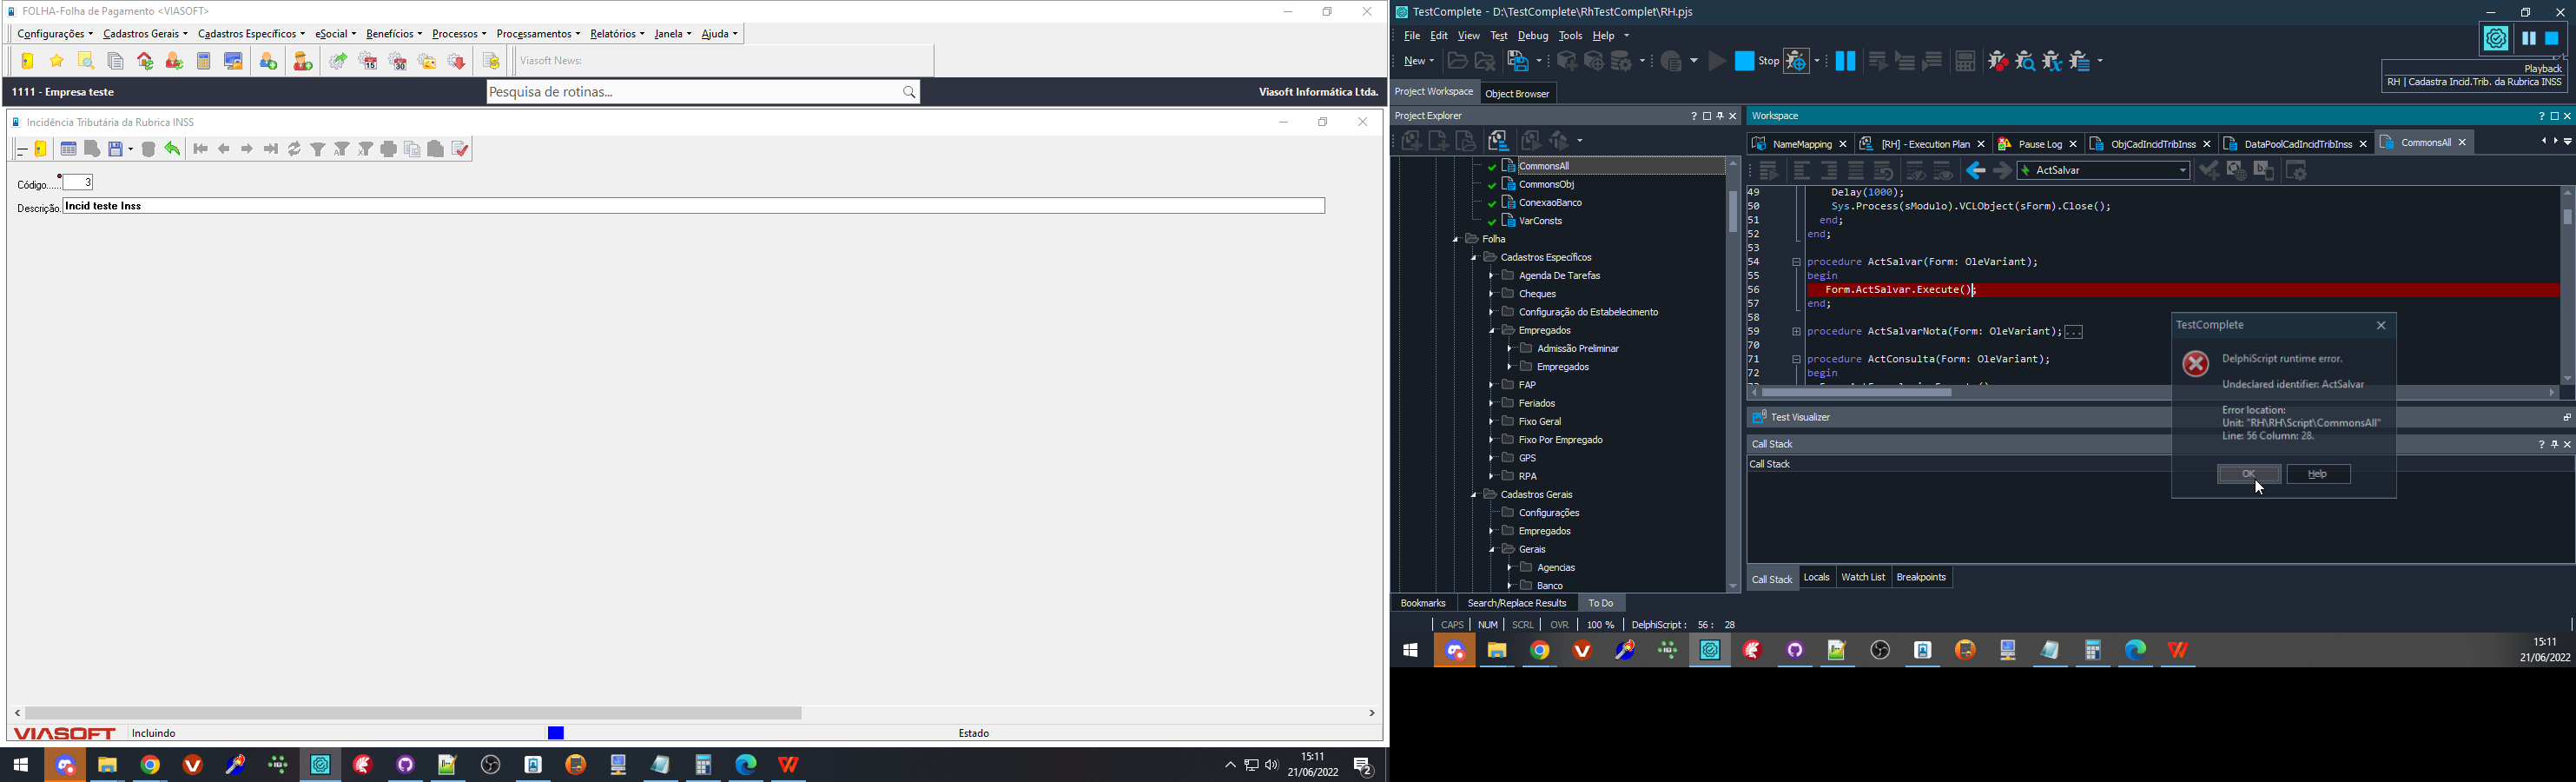 FOLHA-Folha de Pagamento <VIASOFT>
Configurações Cadastros Gerais Cadastros Específicos eSocial Benefícios Processos Processamentos Relatórios Janela Ajuda
15 30 Viasoft News:
1111 - Empresa teste Pesquisa de rotinas... Viasoft Informática Ltda.
Incidência Tributária da Rubrica INSS
Código...... 3
Descrição. Incid teste Inss
VIASOFT Incluindo Estado
15:11
21/06/2022
2
TestComplete - D:\TestComplete\RhTestComplet\RH.pjs
File Edit View Test Debug Tools Help
New Stop
Playback
RH | Cadastra Incid.Trib. da Rubrica INSS
Project Workspace Object Browser
Project Explorer
CommonsAll
CommonsObj
ConexaoBanco
VarConsts
Folha
Cadastros Específicos
Agenda De Tarefas
Cheques
Configuração do Estabelecimento
Empregados
Admissão Preliminar
Empregados
FAP
Feriados
Fixo Geral
Fixo Por Empregado
GPS
RPA
Cadastros Gerais
Configurações
Empregados
Gerais
Agencias
Banco
Bookmarks Search/Replace Results To Do
Workspace
NameMapping [RH] - Execution Plan Pause Log ObjCadIncidTribInss DataPoolCadIncidTribInss CommonsAll
ActSalvar
49 Delay(1000);
50 Sys.Process(sModulo).VCLObject(sForm).Close();
51 end;
52 end;
53
54 procedure ActSalvar(Form: OleVariant);
55 begin
56 Form.ActSalvar.Execute();
57 end;
58
59 procedure ActSalvarNota(Form: OleVariant);...
70
71 procedure ActConsulta(Form: OleVariant);
72 begin
TestComplete
DelphiScript runtime error.
Undeclared identifier: ActSalvar
Error location:
Unit: "RH\RH\Script\CommonsAll"
Line: 56 Column: 28.
OK Help
Test Visualizer
Call Stack
Call Stack
Call Stack Locals Watch List Breakpoints
CAPS NUM SCRL OVR 100 % DelphiScript : 56 : 28
15:11
21/06/2022